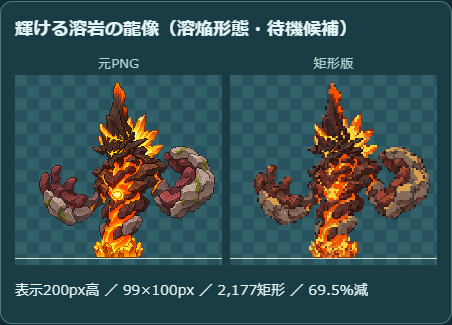 輝ける溶岩の龍像（溶焔形態・待機候補）
元PNG
矩形版
表示200px高 ／ 99×100px ／ 2,177矩形 ／ 69.5%減